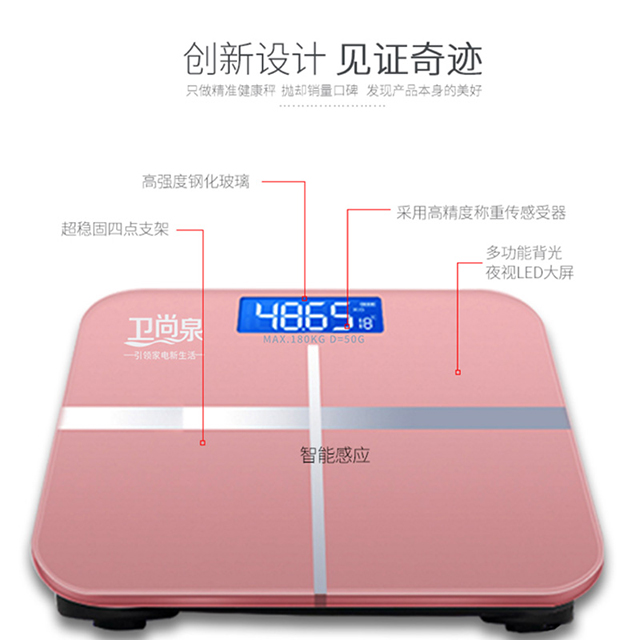 创新设计 见证奇迹
只做精准健康秤 抛却销量口碑 发现产品本身的美好
高强度钢化玻璃
采用高精度称重传感受器
超稳固四点支架
多功能背光
夜视LED大屏
48.65
18°
卫尚泉
MAX.180KG D=50G
引领家电新生活
智能感应